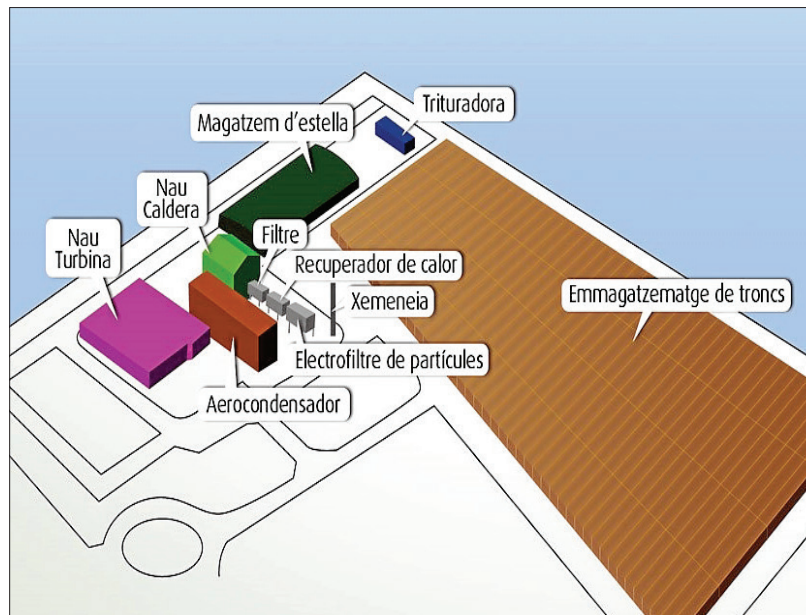 Trituradora
Magatzem d'estella
Nau
Caldera
Filtre
Nau
Turbina
Recuperador de calor
Emmagatzematge de troncs
Xemeneia
Electrofiltre de partícules
Aerocondensador